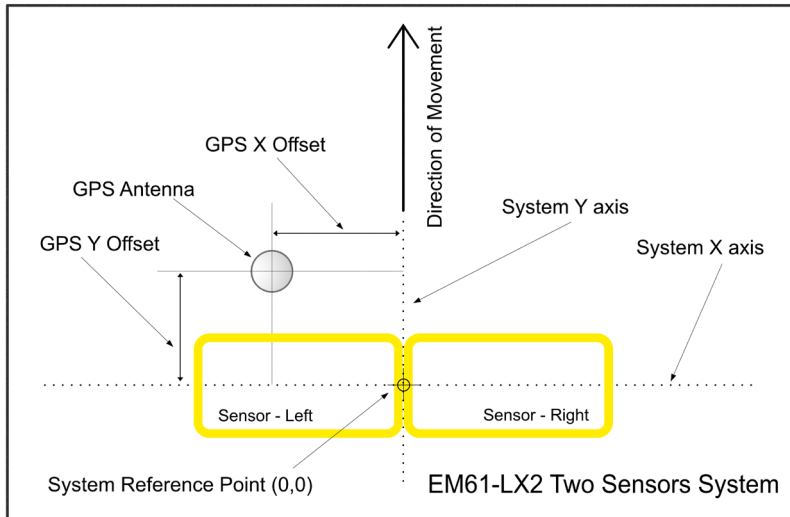 Direction of Movement
GPS X Offset
GPS Antenna
System Y axis
GPS Y Offset
System X axis
Sensor - Left
Sensor - Right
System Reference Point (0,0)
EM61-LX2 Two Sensors System